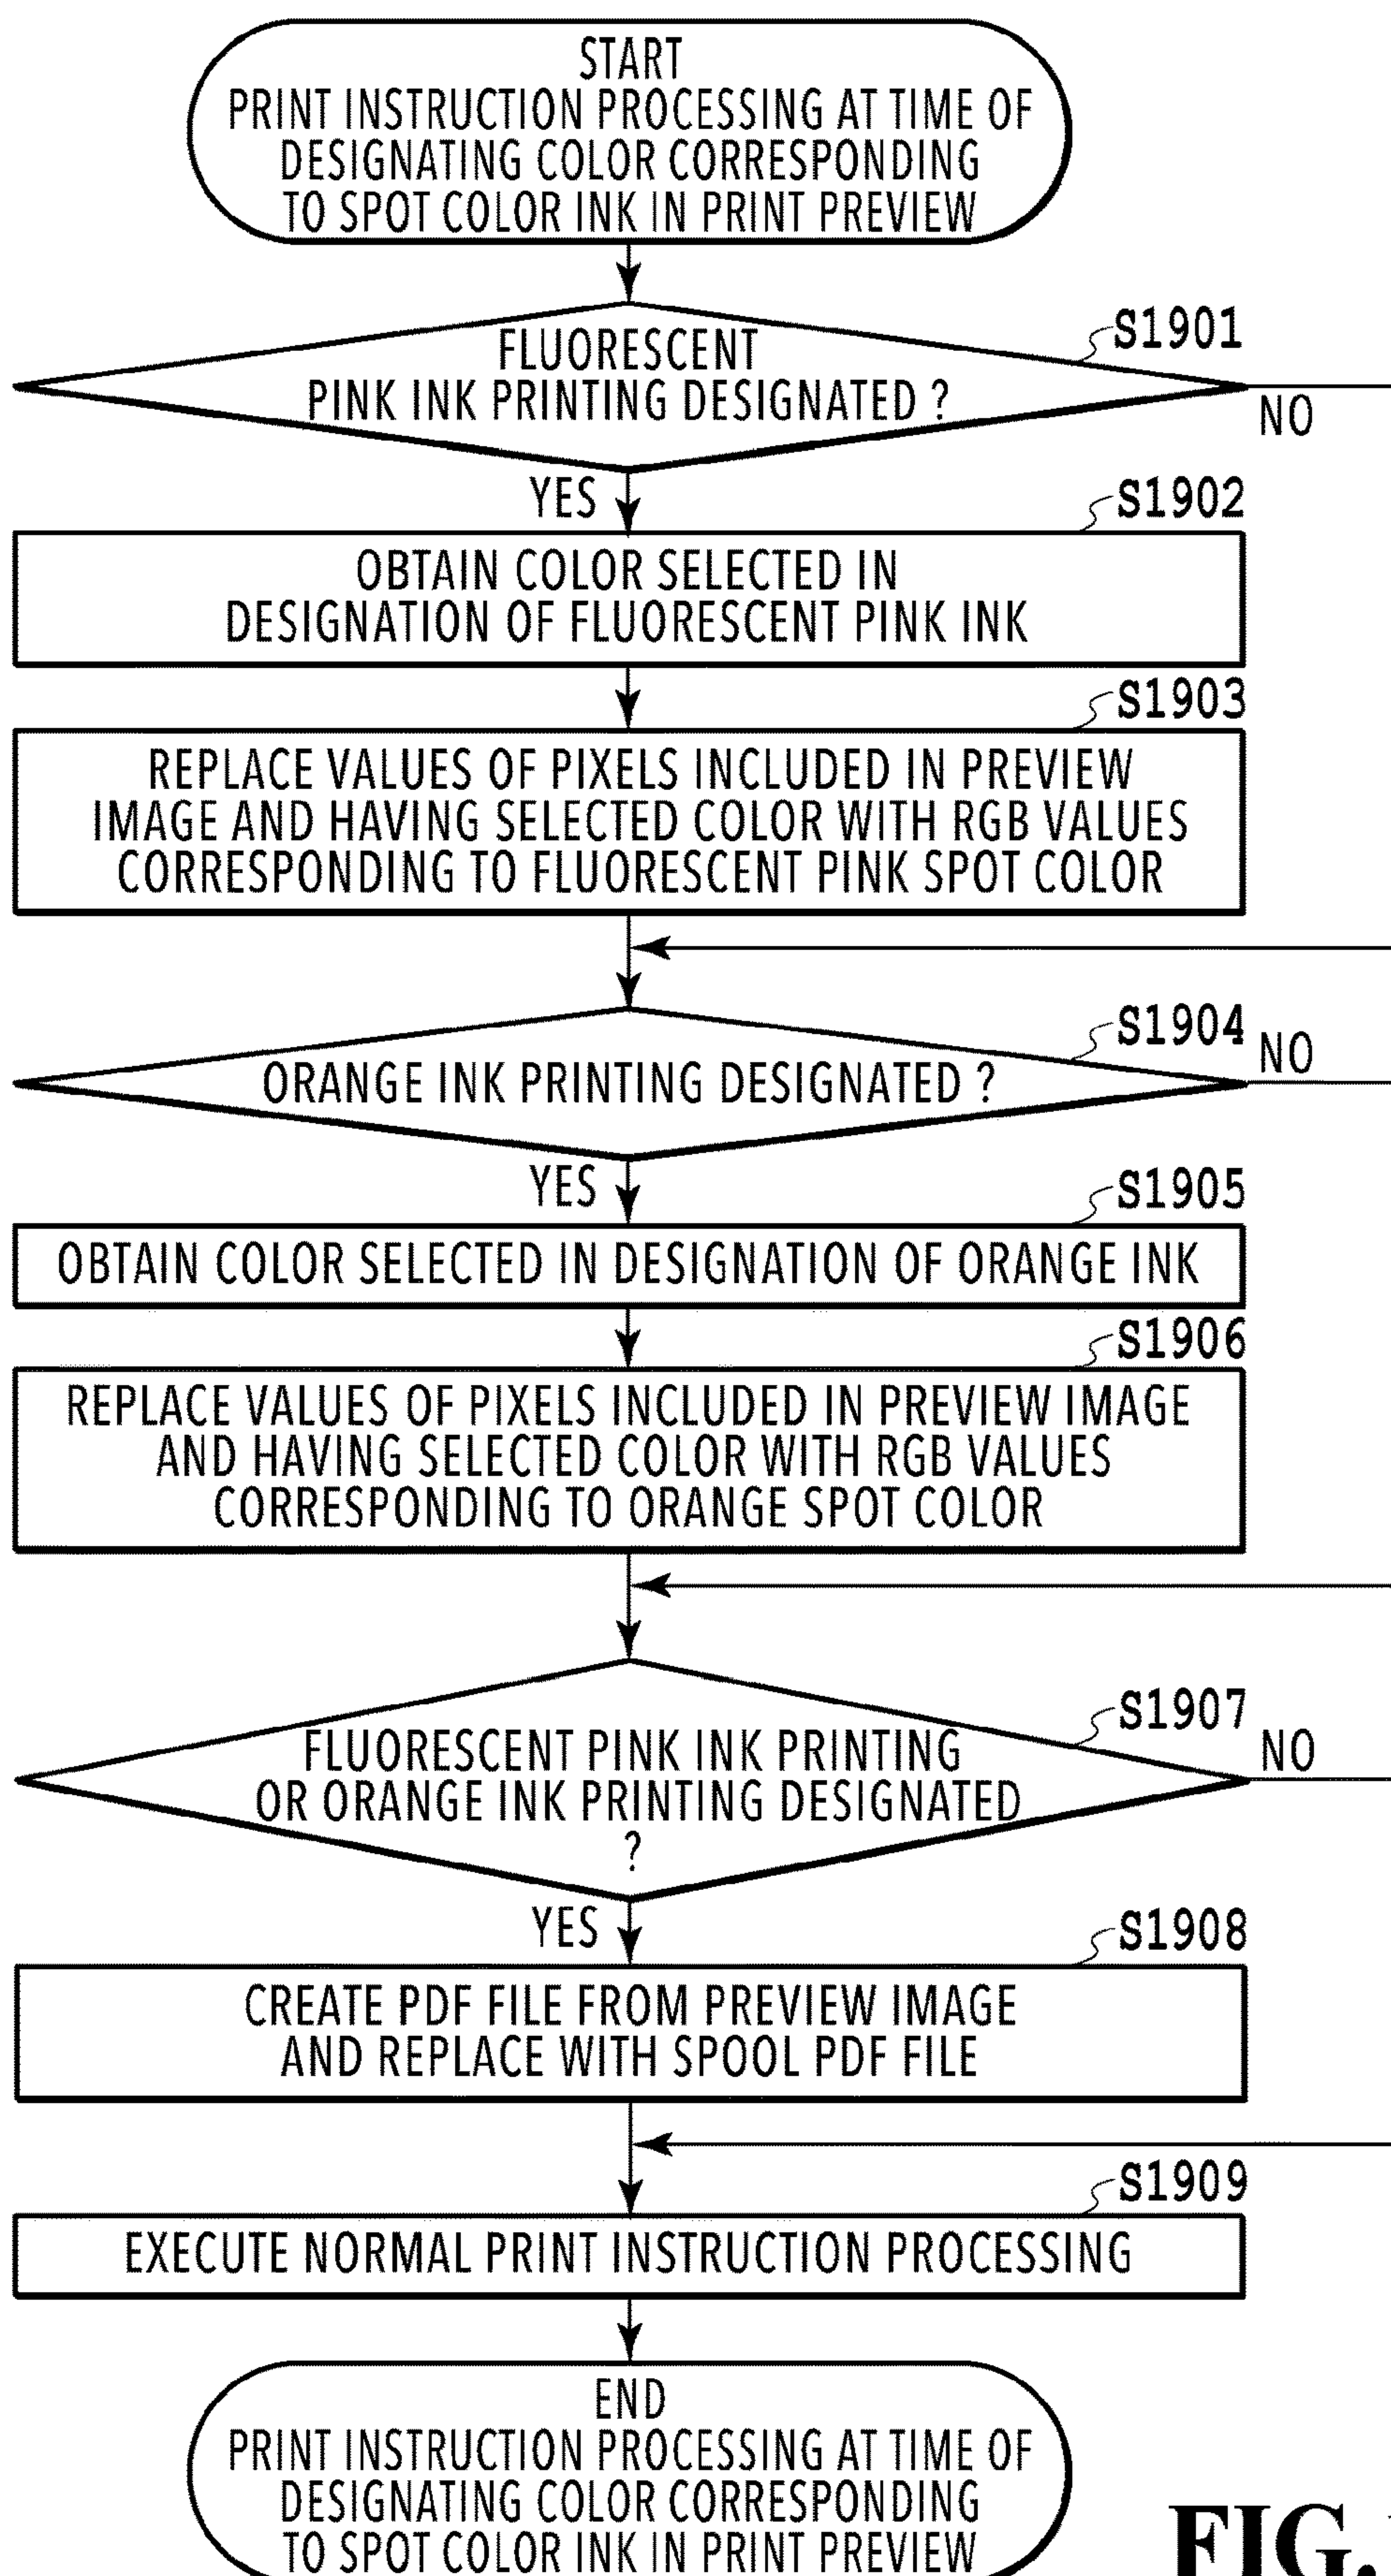 START
PRINT INSTRUCTION PROCESSING AT TIME OF
DESIGNATING COLOR CORRESPONDING
TO SPOT COLOR INK IN PRINT PREVIEW
S1901
FLUORESCENT
PINK INK PRINTING DESIGNATED ?
NO
YES
S1902
OBTAIN COLOR SELECTED IN
DESIGNATION OF FLUORESCENT PINK INK
S1903
REPLACE VALUES OF PIXELS INCLUDED IN PREVIEW
IMAGE AND HAVING SELECTED COLOR WITH RGB VALUES
CORRESPONDING TO FLUORESCENT PINK SPOT COLOR
S1904
NO
ORANGE INK PRINTING DESIGNATED ?
YES
S1905
OBTAIN COLOR SELECTED IN DESIGNATION OF ORANGE INK
S1906
REPLACE VALUES OF PIXELS INCLUDED IN PREVIEW IMAGE
AND HAVING SELECTED COLOR WITH RGB VALUES
CORRESPONDING TO ORANGE SPOT COLOR
S1907
NO
FLUORESCENT PINK INK PRINTING
OR ORANGE INK PRINTING DESIGNATED
?
YES
S1908
CREATE PDF FILE FROM PREVIEW IMAGE
AND REPLACE WITH SPOOL PDF FILE
S1909
EXECUTE NORMAL PRINT INSTRUCTION PROCESSING
END
PRINT INSTRUCTION PROCESSING AT TIME OF
DESIGNATING COLOR CORRESPONDING
TO SPOT COLOR INK IN PRINT PREVIEW
FIG.